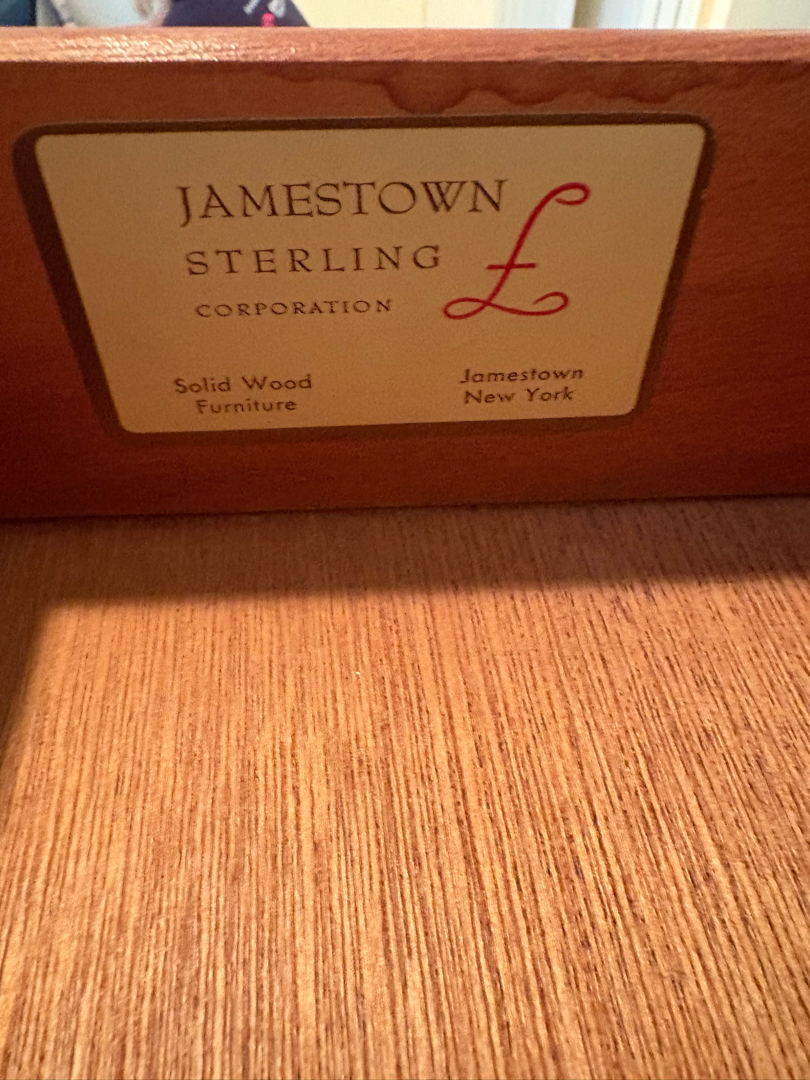 JAMESTOWN
STERLING £
CORPORATION
Solid Wood
Furniture
Jamestown
New York